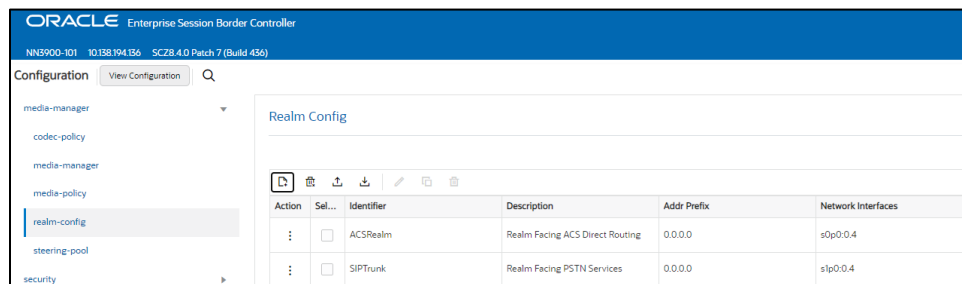 ORACLE Enterprise Session Border Controller
NN3900-101 10.138.194.136 SCZ8.4.0 Patch 7 (Build 436)
Configuration View Configuration
media-manager
codec-policy
media-manager
media-policy
realm-config
steering-pool
security
Realm Config
Action Sel... Identifier Description Addr Prefix Network Interfaces
ACSRealm Realm Facing ACS Direct Routing 0.0.0.0 s0p0:0.4
SIPTrunk Realm Facing PSTN Services 0.0.0.0 s1p0:0.4